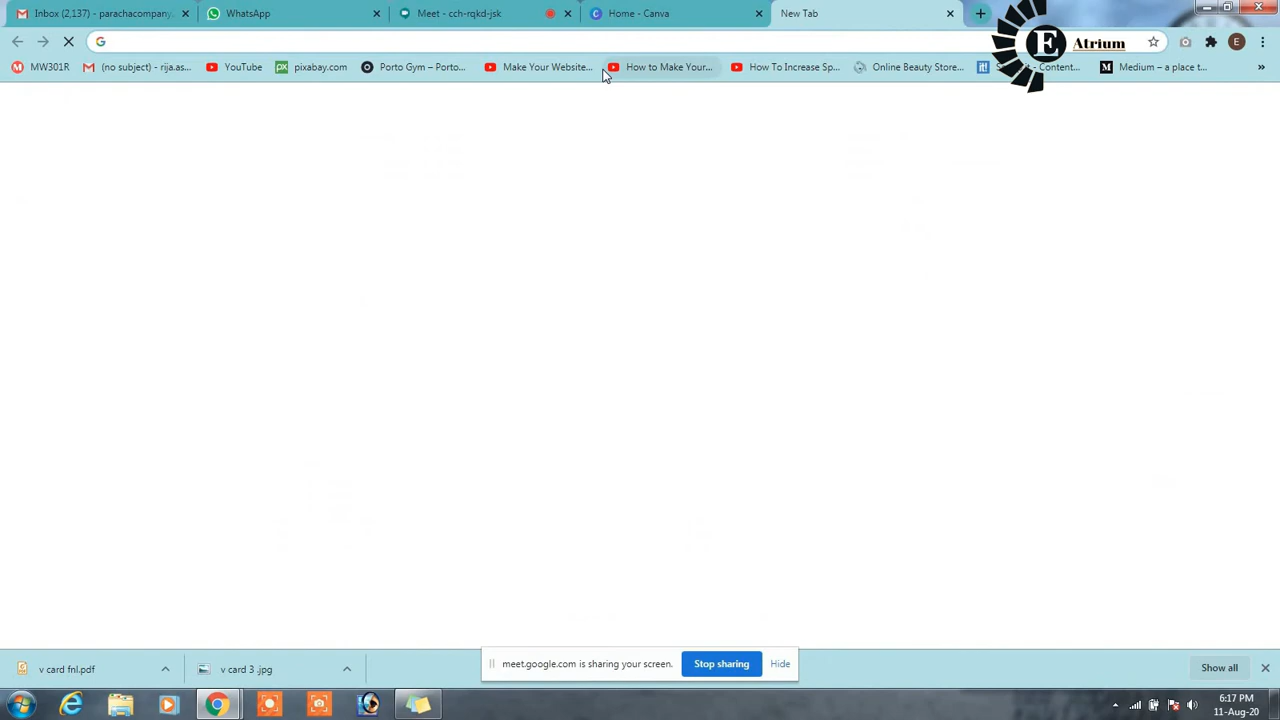 Inbox (2,137) - parachacompany.
WhatsApp
Meet - cch-rqkd-jsk
Home - Canva
New Tab
E Atrium
E
MW301R
(no subject) - rija.as...
YouTube
pixabay.com
Porto Gym – Porto...
Make Your Website...
How to Make Your...
How To Increase Sp...
Online Beauty Store...
- Content...
Medium – a place t...
»
v card fnl.pdf
v card 3 .jpg
meet.google.com is sharing your screen.
Stop sharing
Hide
Show all
6:17 PM
11-Aug-20